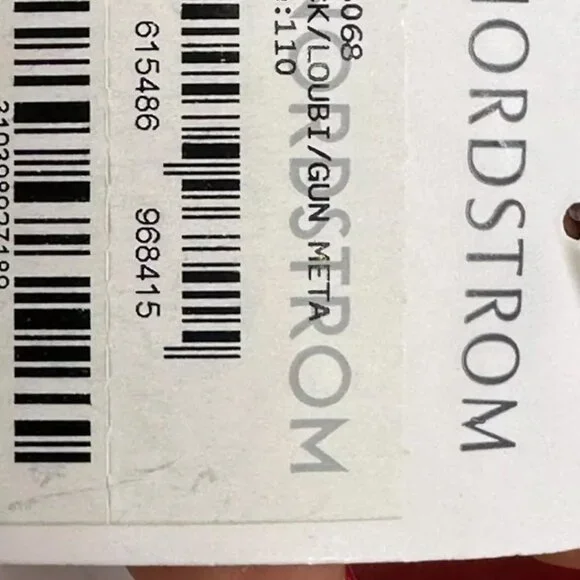 NORDSTROM
068
K/LOUBI/GUN META
:110
NORDSTROM
615486 968415